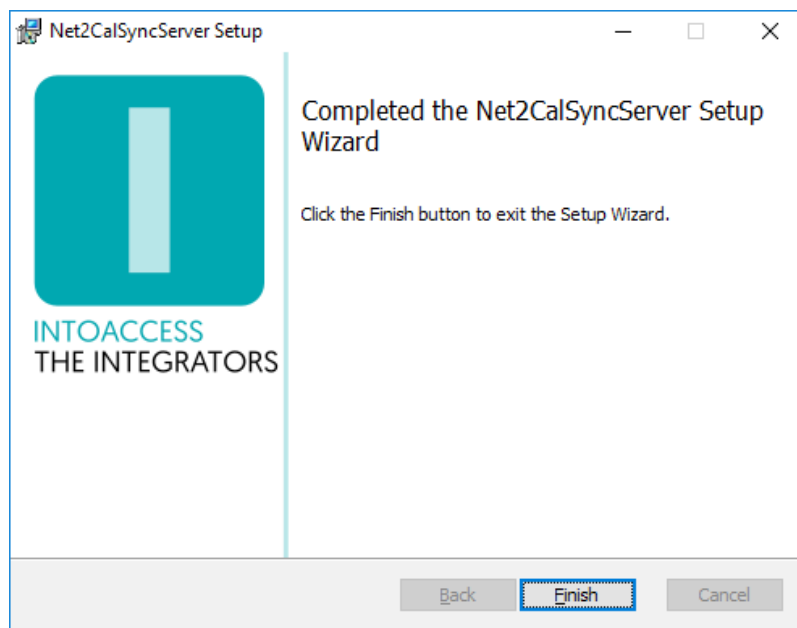 Net2CalSyncServer Setup
Completed the Net2CalSyncServer Setup
Wizard
Click the Finish button to exit the Setup Wizard.
INTOACCESS
THE INTEGRATORS
Back
Finish
Cancel